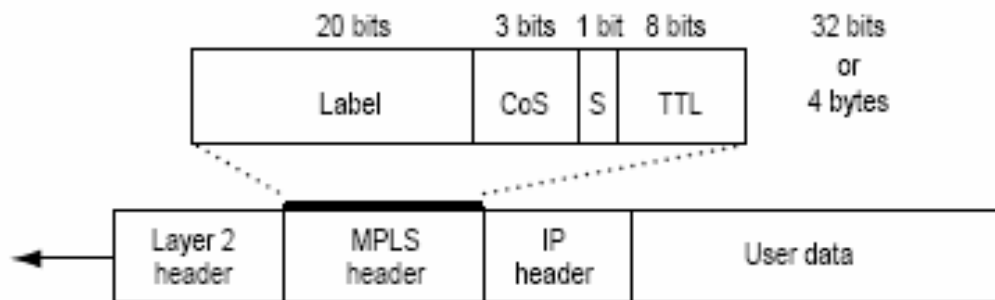 20 bits 3 bits 1 bit 8 bits 32 bits
or
4 bytes
Label CoS S TTL
Layer 2
header
MPLS
header
IP
header
User data